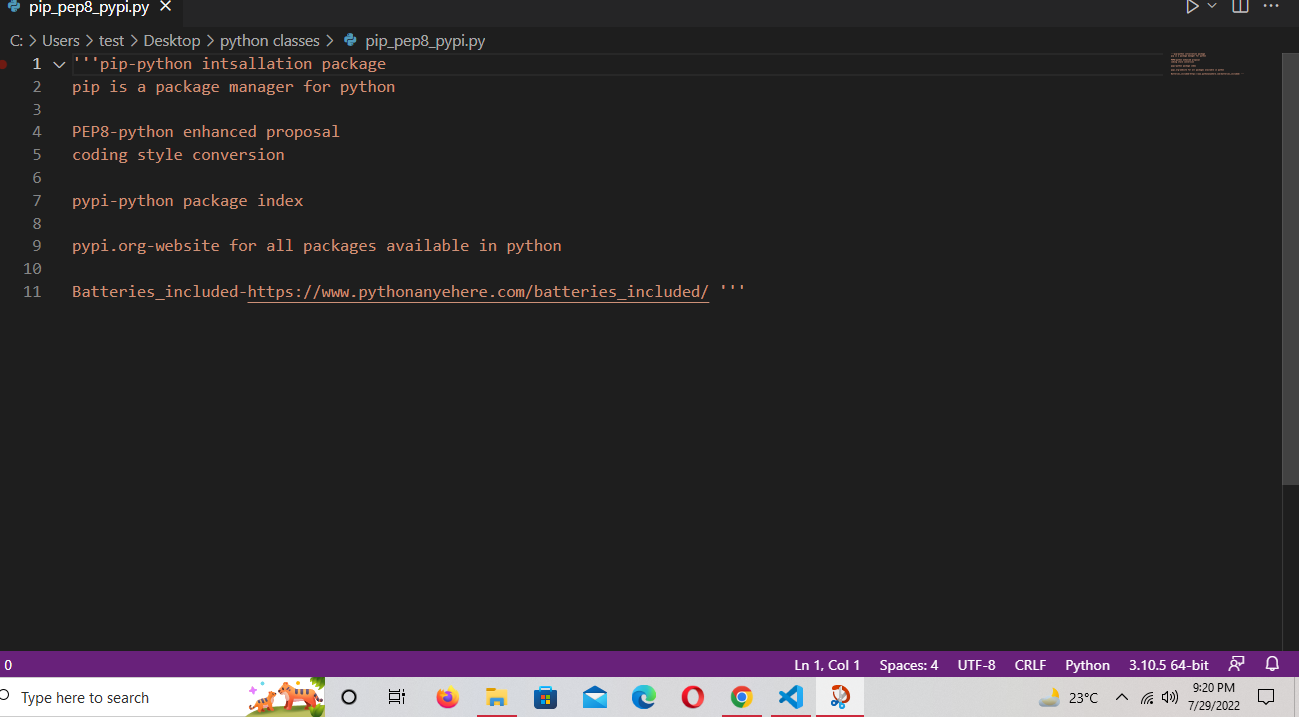 pip_pep8_pypi.py
C: > Users > test > Desktop > python classes > pip_pep8_pypi.py
1 '''pip-python intsallation package
2 pip is a package manager for python
3
4 PEP8-python enhanced proposal
5 coding style conversion
6
7 pypi-python package index
8
9 pypi.org-website for all packages available in python
10
11 Batteries_included-https://www.pythonanyehere.com/batteries_included/ '''
0 Ln 1, Col 1 Spaces: 4 UTF-8 CRLF Python 3.10.5 64-bit
Type here to search 23°C 9:20 PM
7/29/2022